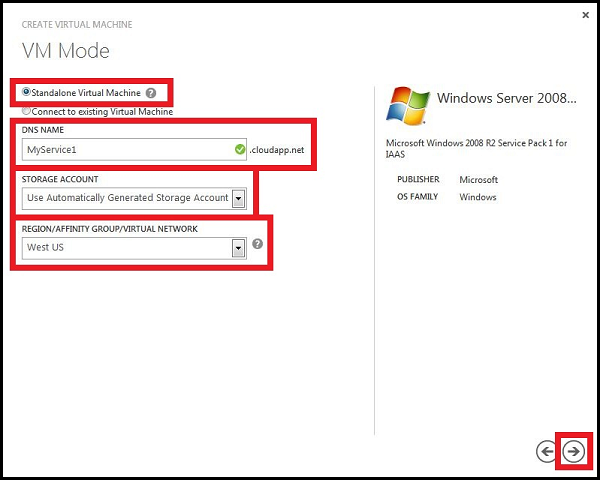 CREATE VIRTUAL MACHINE
VM Mode
Standalone Virtual Machine ?
Connect to existing Virtual Machine
DNS NAME
MyService1 .cloudapp.net
STORAGE ACCOUNT
Use Automatically Generated Storage Account
REGION/AFFINITY GROUP/VIRTUAL NETWORK
West US ?
Windows Server 2008...
Microsoft Windows 2008 R2 Service Pack 1 for
IAAS
PUBLISHER Microsoft
OS FAMILY Windows